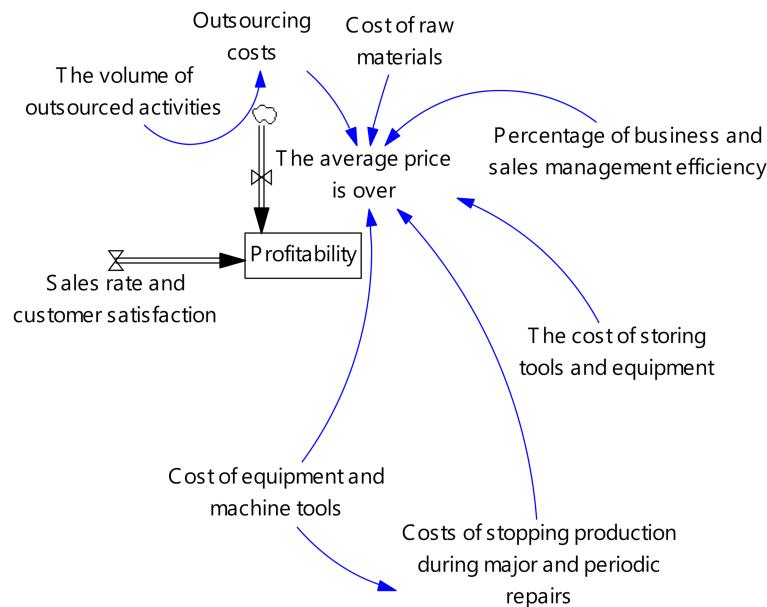 Outsourcing
costs
Cost of raw
materials
The volume of
outsourced activities
Percentage of business and
sales management efficiency
The average price
is over
Profitability
Sales rate and
customer satisfaction
The cost of storing
tools and equipment
Cost of equipment and
machine tools
Costs of stopping production
during major and periodic
repairs